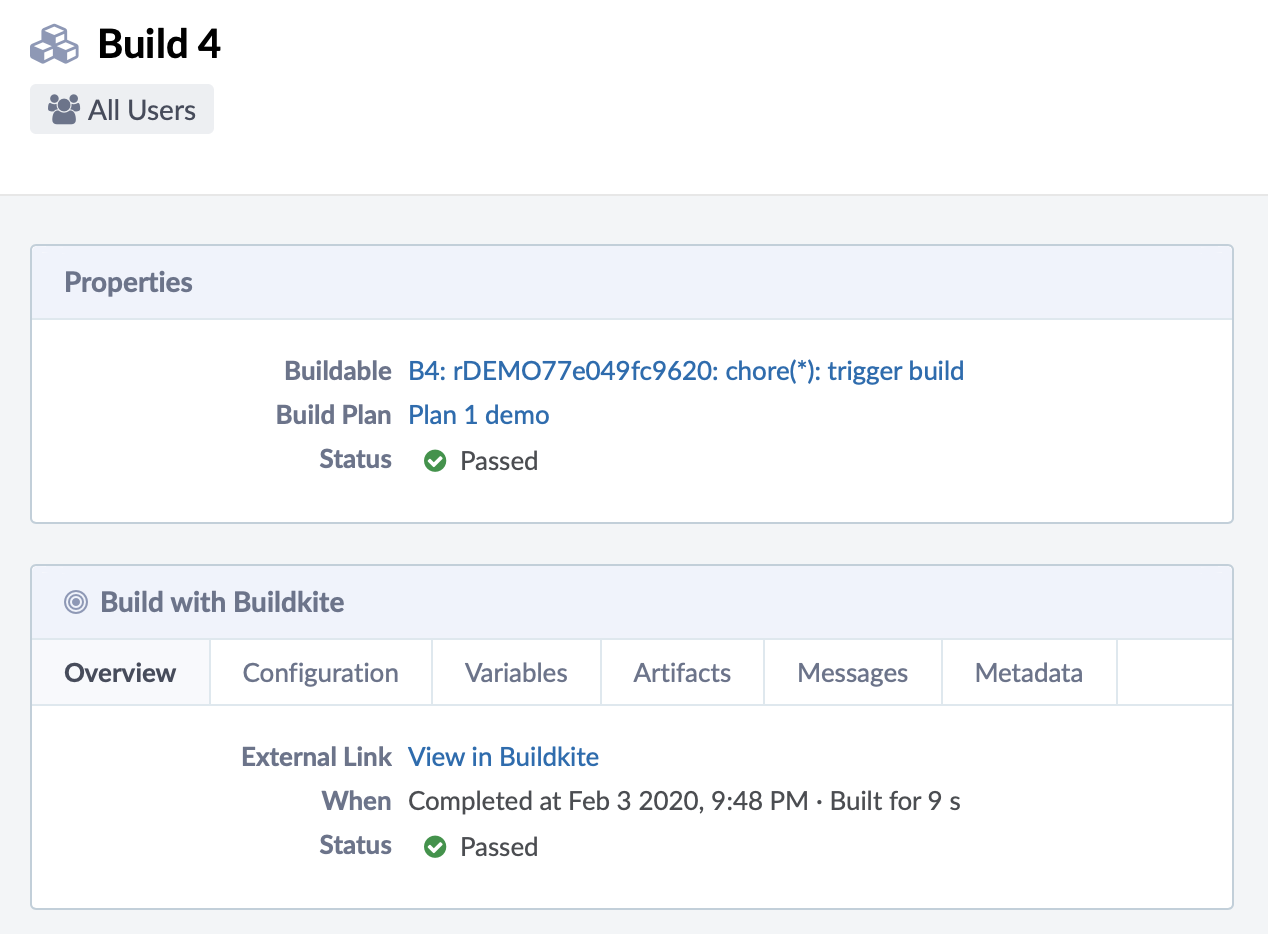 Build 4
All Users
Properties
Buildable B4: rDEMO77e049fc9620: chore(*): trigger build
Build Plan Plan 1 demo
Status Passed
Build with Buildkite
Overview Configuration Variables Artifacts Messages Metadata
External Link View in Buildkite
When Completed at Feb 3 2020, 9:48 PM · Built for 9 s
Status Passed